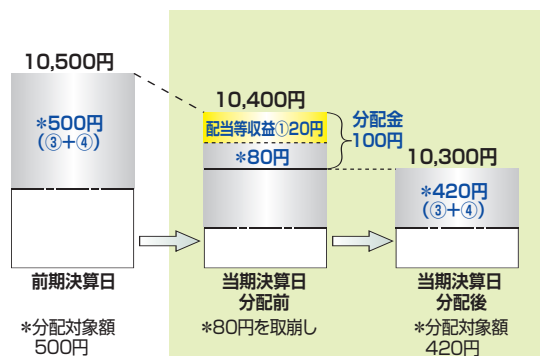 10,500円
*500円
(③+④)
前期決算日
*分配対象額
500円
10,400円
配当等収益①20円
*80円
分配金
100円
当期決算日
分配前
*80円を取崩し
10,300円
*420円
(③+④)
当期決算日
分配後
*分配対象額
420円